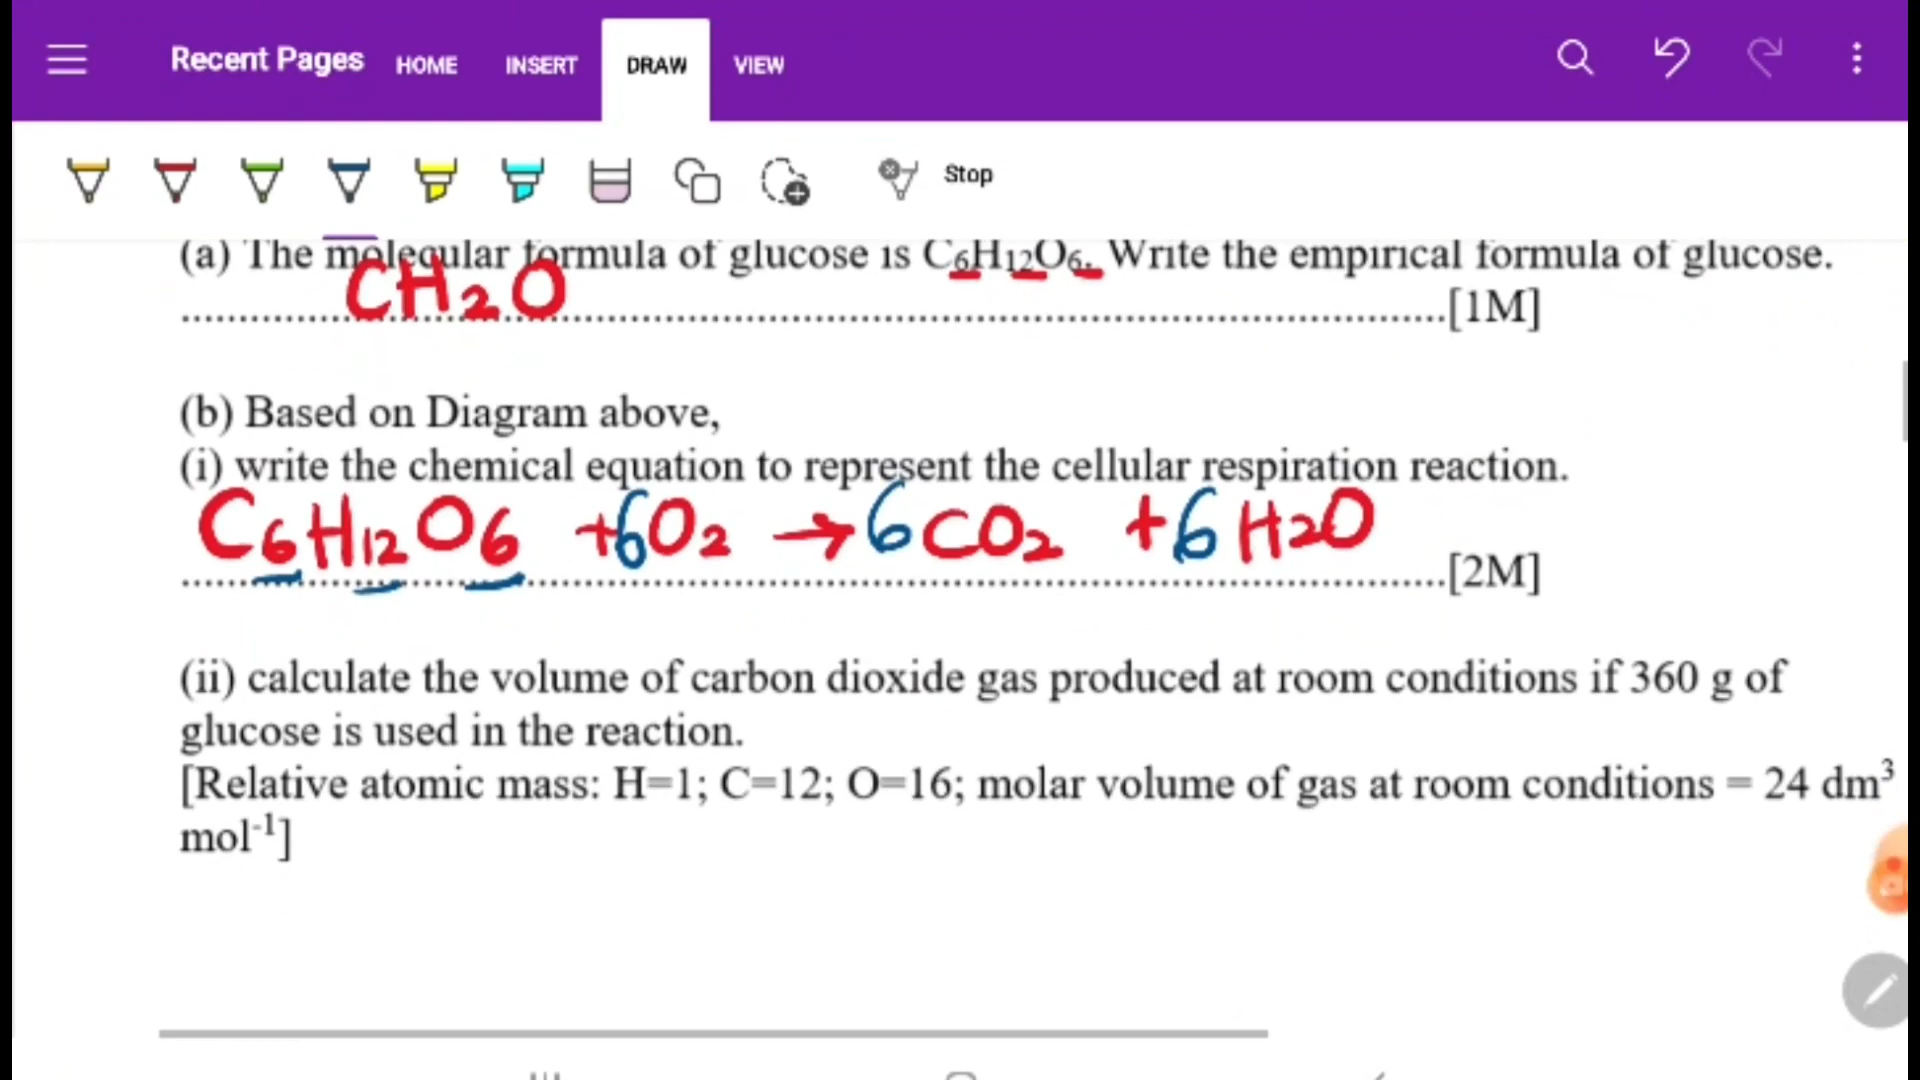 Recent Pages HOME INSERT DRAW VIEW
Stop
(a) The molecular formula of glucose is C₆H₁₂O₆. Write the empirical formula of glucose.
CH₂O
................................................................................[1M]
(b) Based on Diagram above,
(i) write the chemical equation to represent the cellular respiration reaction.
C₆H₁₂O₆ + 6O₂ → 6CO₂ + 6H₂O
................................................................................[2M]
(ii) calculate the volume of carbon dioxide gas produced at room conditions if 360 g of
glucose is used in the reaction.
[Relative atomic mass: H=1; C=12; O=16; molar volume of gas at room conditions = 24 dm³
mol⁻¹]